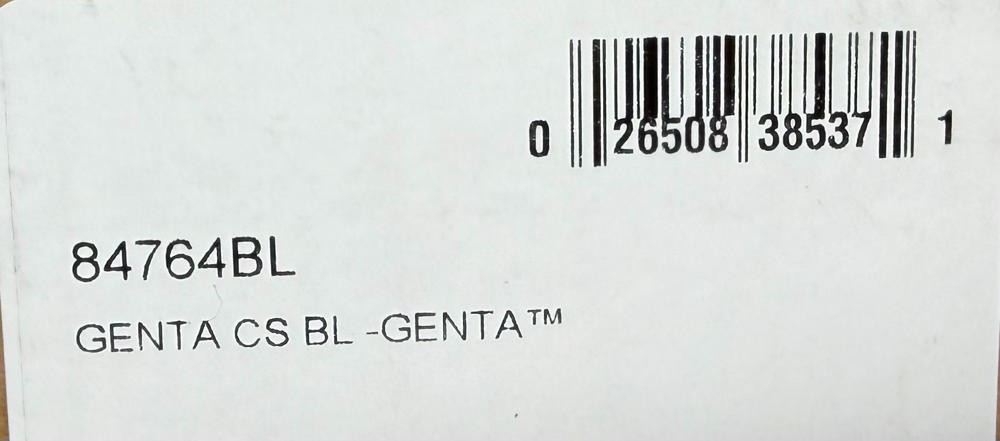 0 26508 38537 1
84764BL
GENTA CS BL -GENTA™